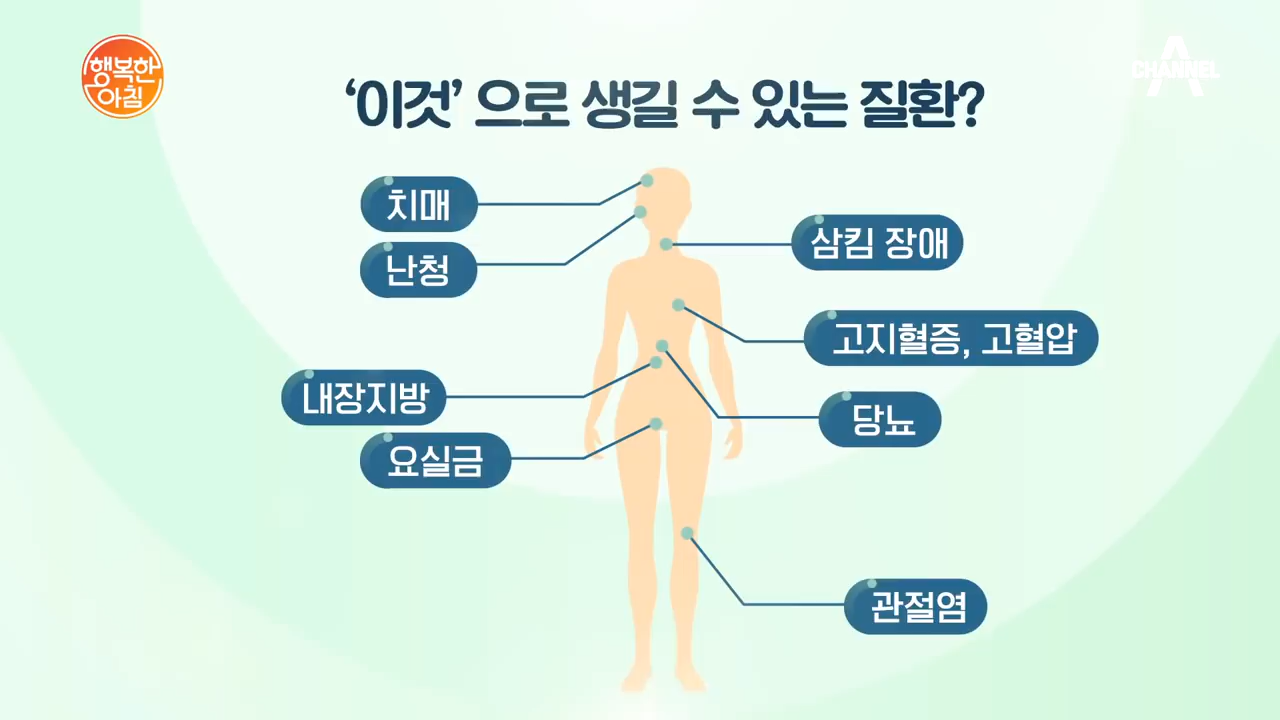 행복한
아침
CHANNEL A
‘이것’ 으로 생길 수 있는 질환?
치매
난청
삼킴 장애
고지혈증, 고혈압
내장지방
당뇨
요실금
관절염